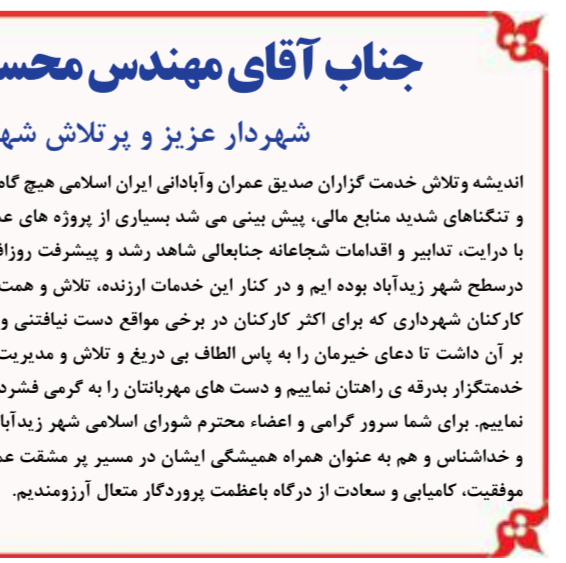 جناب آقای مهندس محس
شهردار عزیز و پرتلاش شه
اندیشه وتلاش خدمت گزاران صدیق عمران وآبادانی ایران اسلامی هیچ گاه
و تنگناهای شدید منابع مالی، پیش بینی می شد بسیاری از پروژه های عم
با درایت، تدابیر و اقدامات شجاعانه جنابعالی شاهد رشد و پیشرفت روزاف
درسطح شهر زیدآباد بوده ایم و در کنار این خدمات ارزنده، تلاش و همت
کارکنان شهرداری که برای اکثر کارکنان در برخی مواقع دست نیافتنی و
بر آن داشت تا دعای خیرمان را به پاس الطاف بی دریغ و تلاش و مدیریت
خدمتگزار بدرقه ی راهتان نماییم و دست های مهربانتان را به گرمی فشرد
نماییم. برای شما سرور گرامی و اعضاء محترم شورای اسلامی شهر زیدآبا
و خداشناس و هم به عنوان همراه همیشگی ایشان در مسیر پر مشقت عم
موفقیت، کامیابی و سعادت از درگاه باعظمت پروردگار متعال آرزومندیم.